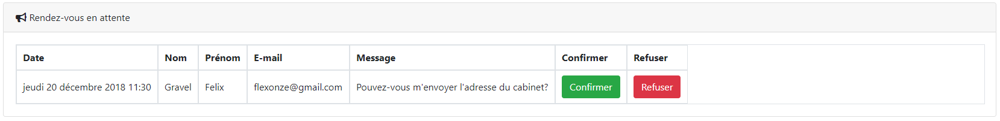 Rendez-vous en attente
Date Nom Prénom E-mail Message Confirmer Refuser
jeudi 20 décembre 2018 11:30 Gravel Felix flexonze@gmail.com Pouvez-vous m'envoyer l'adresse du cabinet? Confirmer Refuser